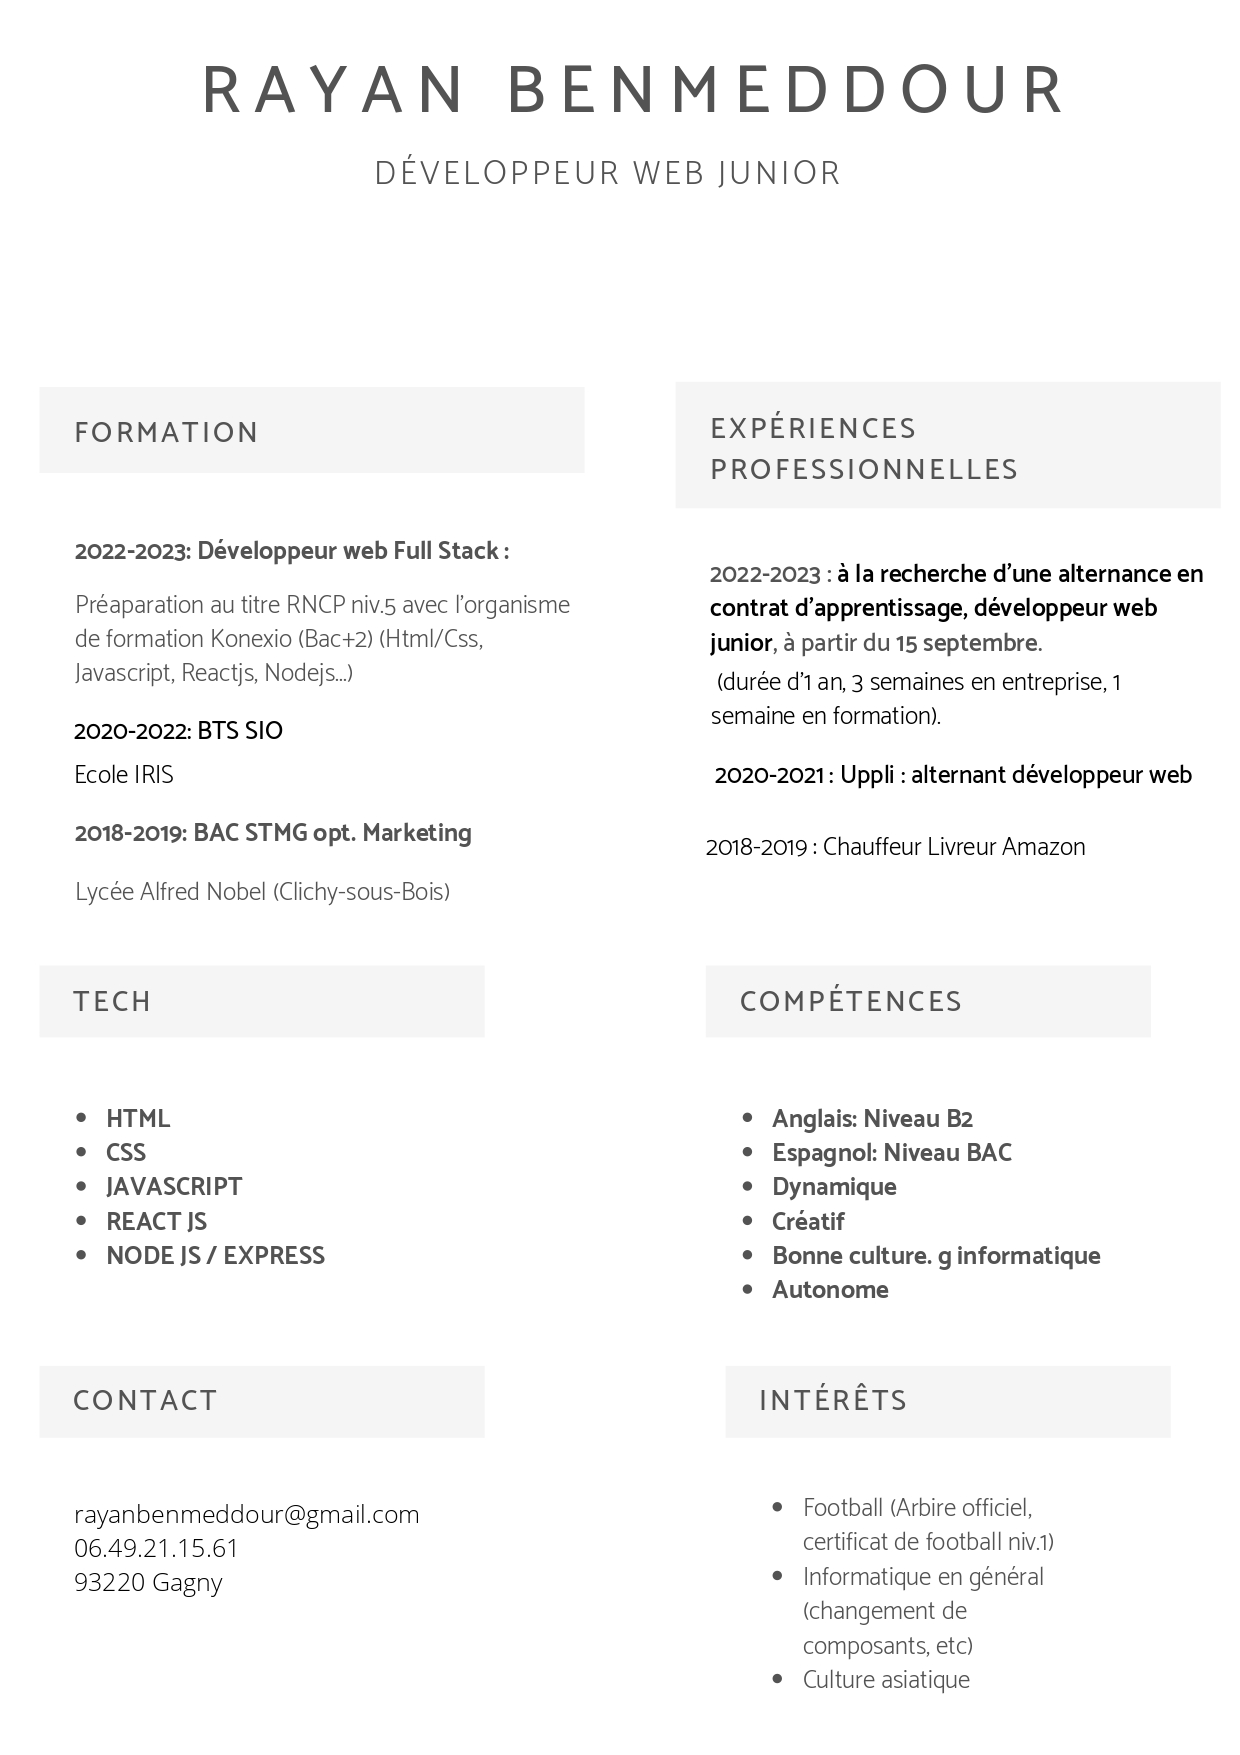 RAYAN BENMEDDOUR
DÉVELOPPEUR WEB JUNIOR
FORMATION
2022-2023: Développeur web Full Stack :
Préaparation au titre RNCP niv.5 avec l'organisme
de formation Konexio (Bac+2) (Html/Css,
Javascript, Reactjs, Nodejs...)
2020-2022: BTS SIO
Ecole IRIS
2018-2019: BAC STMG opt. Marketing
Lycée Alfred Nobel (Clichy-sous-Bois)
EXPÉRIENCES
PROFESSIONNELLES
2022-2023 : à la recherche d'une alternance en
contrat d'apprentissage, développeur web
junior, à partir du 15 septembre.
(durée d'1 an, 3 semaines en entreprise, 1
semaine en formation).
2020-2021 : Uppli : alternant développeur web
2018-2019 : Chauffeur Livreur Amazon
TECH
• HTML
• CSS
• JAVASCRIPT
• REACT JS
• NODE JS / EXPRESS
COMPÉTENCES
• Anglais: Niveau B2
• Espagnol: Niveau BAC
• Dynamique
• Créatif
• Bonne culture. g informatique
• Autonome
CONTACT
rayanbenmeddour@gmail.com
06.49.21.15.61
93220 Gagny
INTÉRÊTS
• Football (Arbire officiel,
certificat de football niv.1)
• Informatique en général
(changement de
composants, etc)
• Culture asiatique